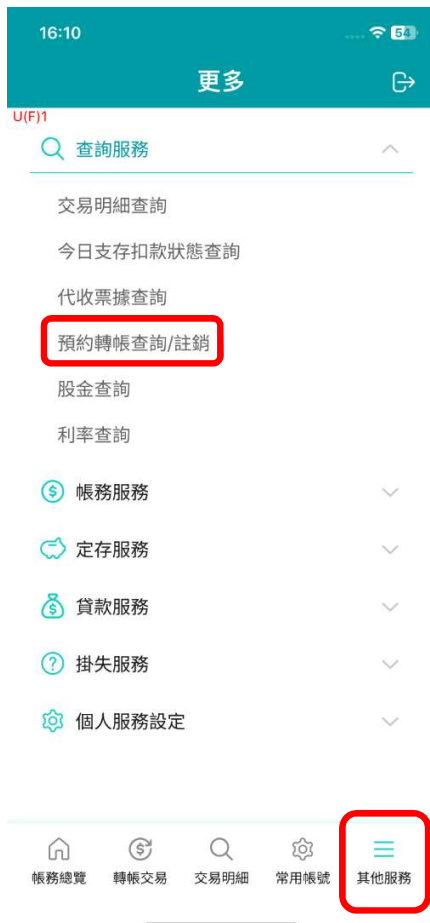 16:10
54
更多
U(F)1
查詢服務
交易明細查詢
今日支存扣款狀態查詢
代收票據查詢
預約轉帳查詢/註銷
股金查詢
利率查詢
帳務服務
定存服務
貸款服務
掛失服務
個人服務設定
帳務總覽 轉帳交易 交易明細 常用帳號 其他服務